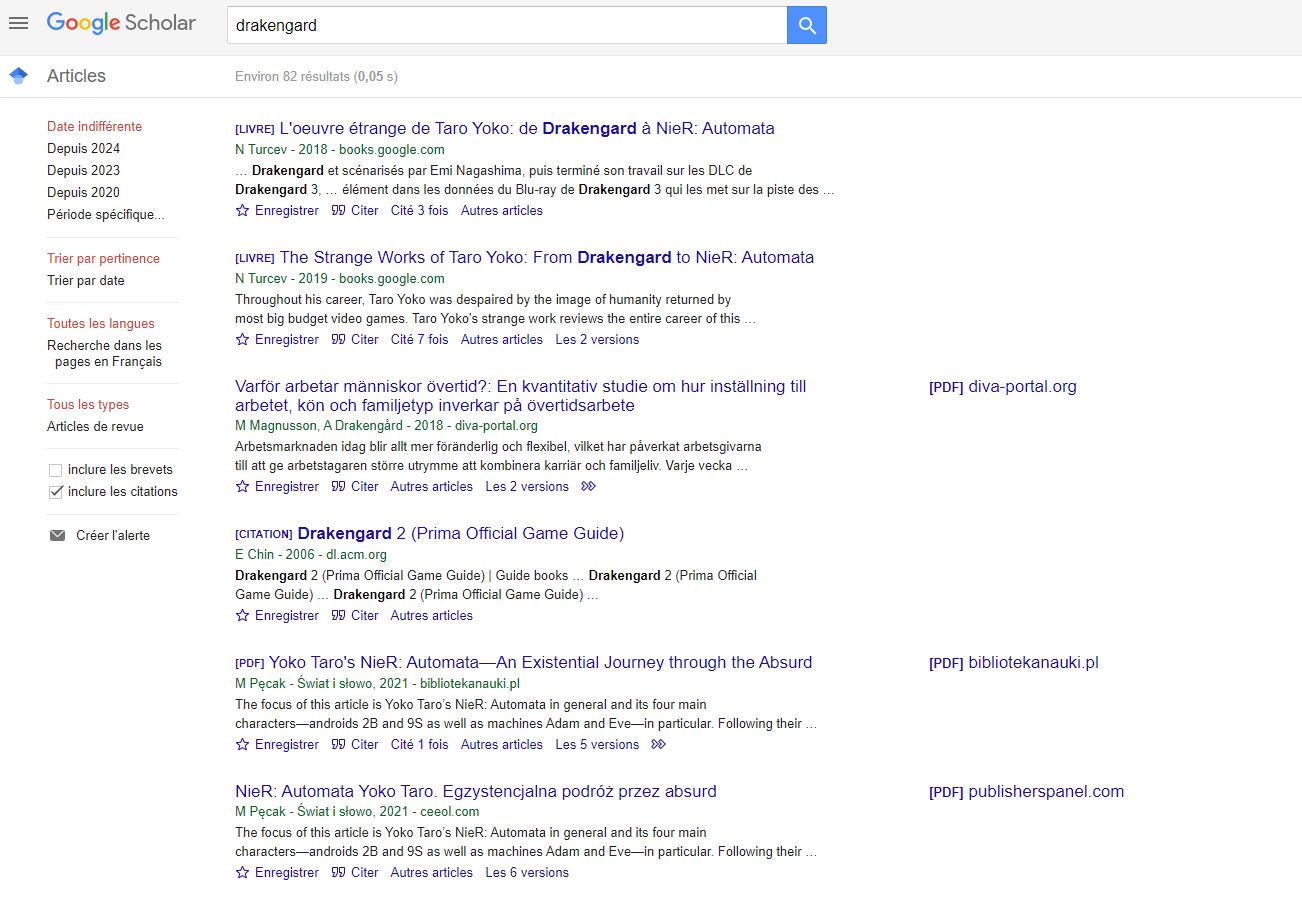 Google Scholar
drakengard
Articles
Environ 82 résultats (0,05 s)
Date indifférente
Depuis 2024
Depuis 2023
Depuis 2020
Période spécifique...
Trier par pertinence
Trier par date
Toutes les langues
Recherche dans les
pages en Français
Tous les types
Articles de revue
inclure les brevets
inclure les citations
Créer l'alerte
[LIVRE] L'oeuvre étrange de Taro Yoko: de Drakengard à NieR: Automata
N Turcev - 2018 - books.google.com
… Drakengard et scénarisés par Emi Nagashima, puis terminé son travail sur les DLC de
Drakengard 3, … élément dans les données du Blu-ray de Drakengard 3 qui les met sur la piste des …
Enregistrer Citer Cité 3 fois Autres articles
[LIVRE] The Strange Works of Taro Yoko: From Drakengard to NieR: Automata
N Turcev - 2019 - books.google.com
Throughout his career, Taro Yoko was despaired by the image of humanity returned by
most big budget video games. Taro Yoko's strange work reviews the entire career of this …
Enregistrer Citer Cité 7 fois Autres articles Les 2 versions
Varför arbetar människor övertid?: En kvantitativ studie om hur inställning till
arbetet, kön och familjetyp inverkar på övertidsarbete
M Magnusson, A Drakengård - 2018 - diva-portal.org
Arbetsmarknaden idag blir allt mer föränderlig och flexibel, vilket har påverkat arbetsgivarna
till att ge arbetstagaren större utrymme att kombinera karriär och familjeliv. Varje vecka …
Enregistrer Citer Autres articles Les 2 versions
[PDF] diva-portal.org
[CITATION] Drakengard 2 (Prima Official Game Guide)
E Chin - 2006 - dl.acm.org
Drakengard 2 (Prima Official Game Guide) | Guide books … Drakengard 2 (Prima Official
Game Guide) … Drakengard 2 (Prima Official Game Guide) …
Enregistrer Citer Autres articles
[PDF] Yoko Taro's NieR: Automata—An Existential Journey through the Absurd
M Pęcak - Świat i słowo, 2021 - bibliotekanauki.pl
The focus of this article is Yoko Taro's NieR: Automata in general and its four main
characters—androids 2B and 9S as well as machines Adam and Eve—in particular. Following their …
Enregistrer Citer Cité 1 fois Autres articles Les 5 versions
[PDF] bibliotekanauki.pl
NieR: Automata Yoko Taro. Egzystencjalna podróż przez absurd
M Pęcak - Świat i słowo, 2021 - ceeol.com
The focus of this article is Yoko Taro's NieR: Automata in general and its four main
characters—androids 2B and 9S as well as machines Adam and Eve—in particular. Following their …
Enregistrer Citer Autres articles Les 6 versions
[PDF] publisherspanel.com